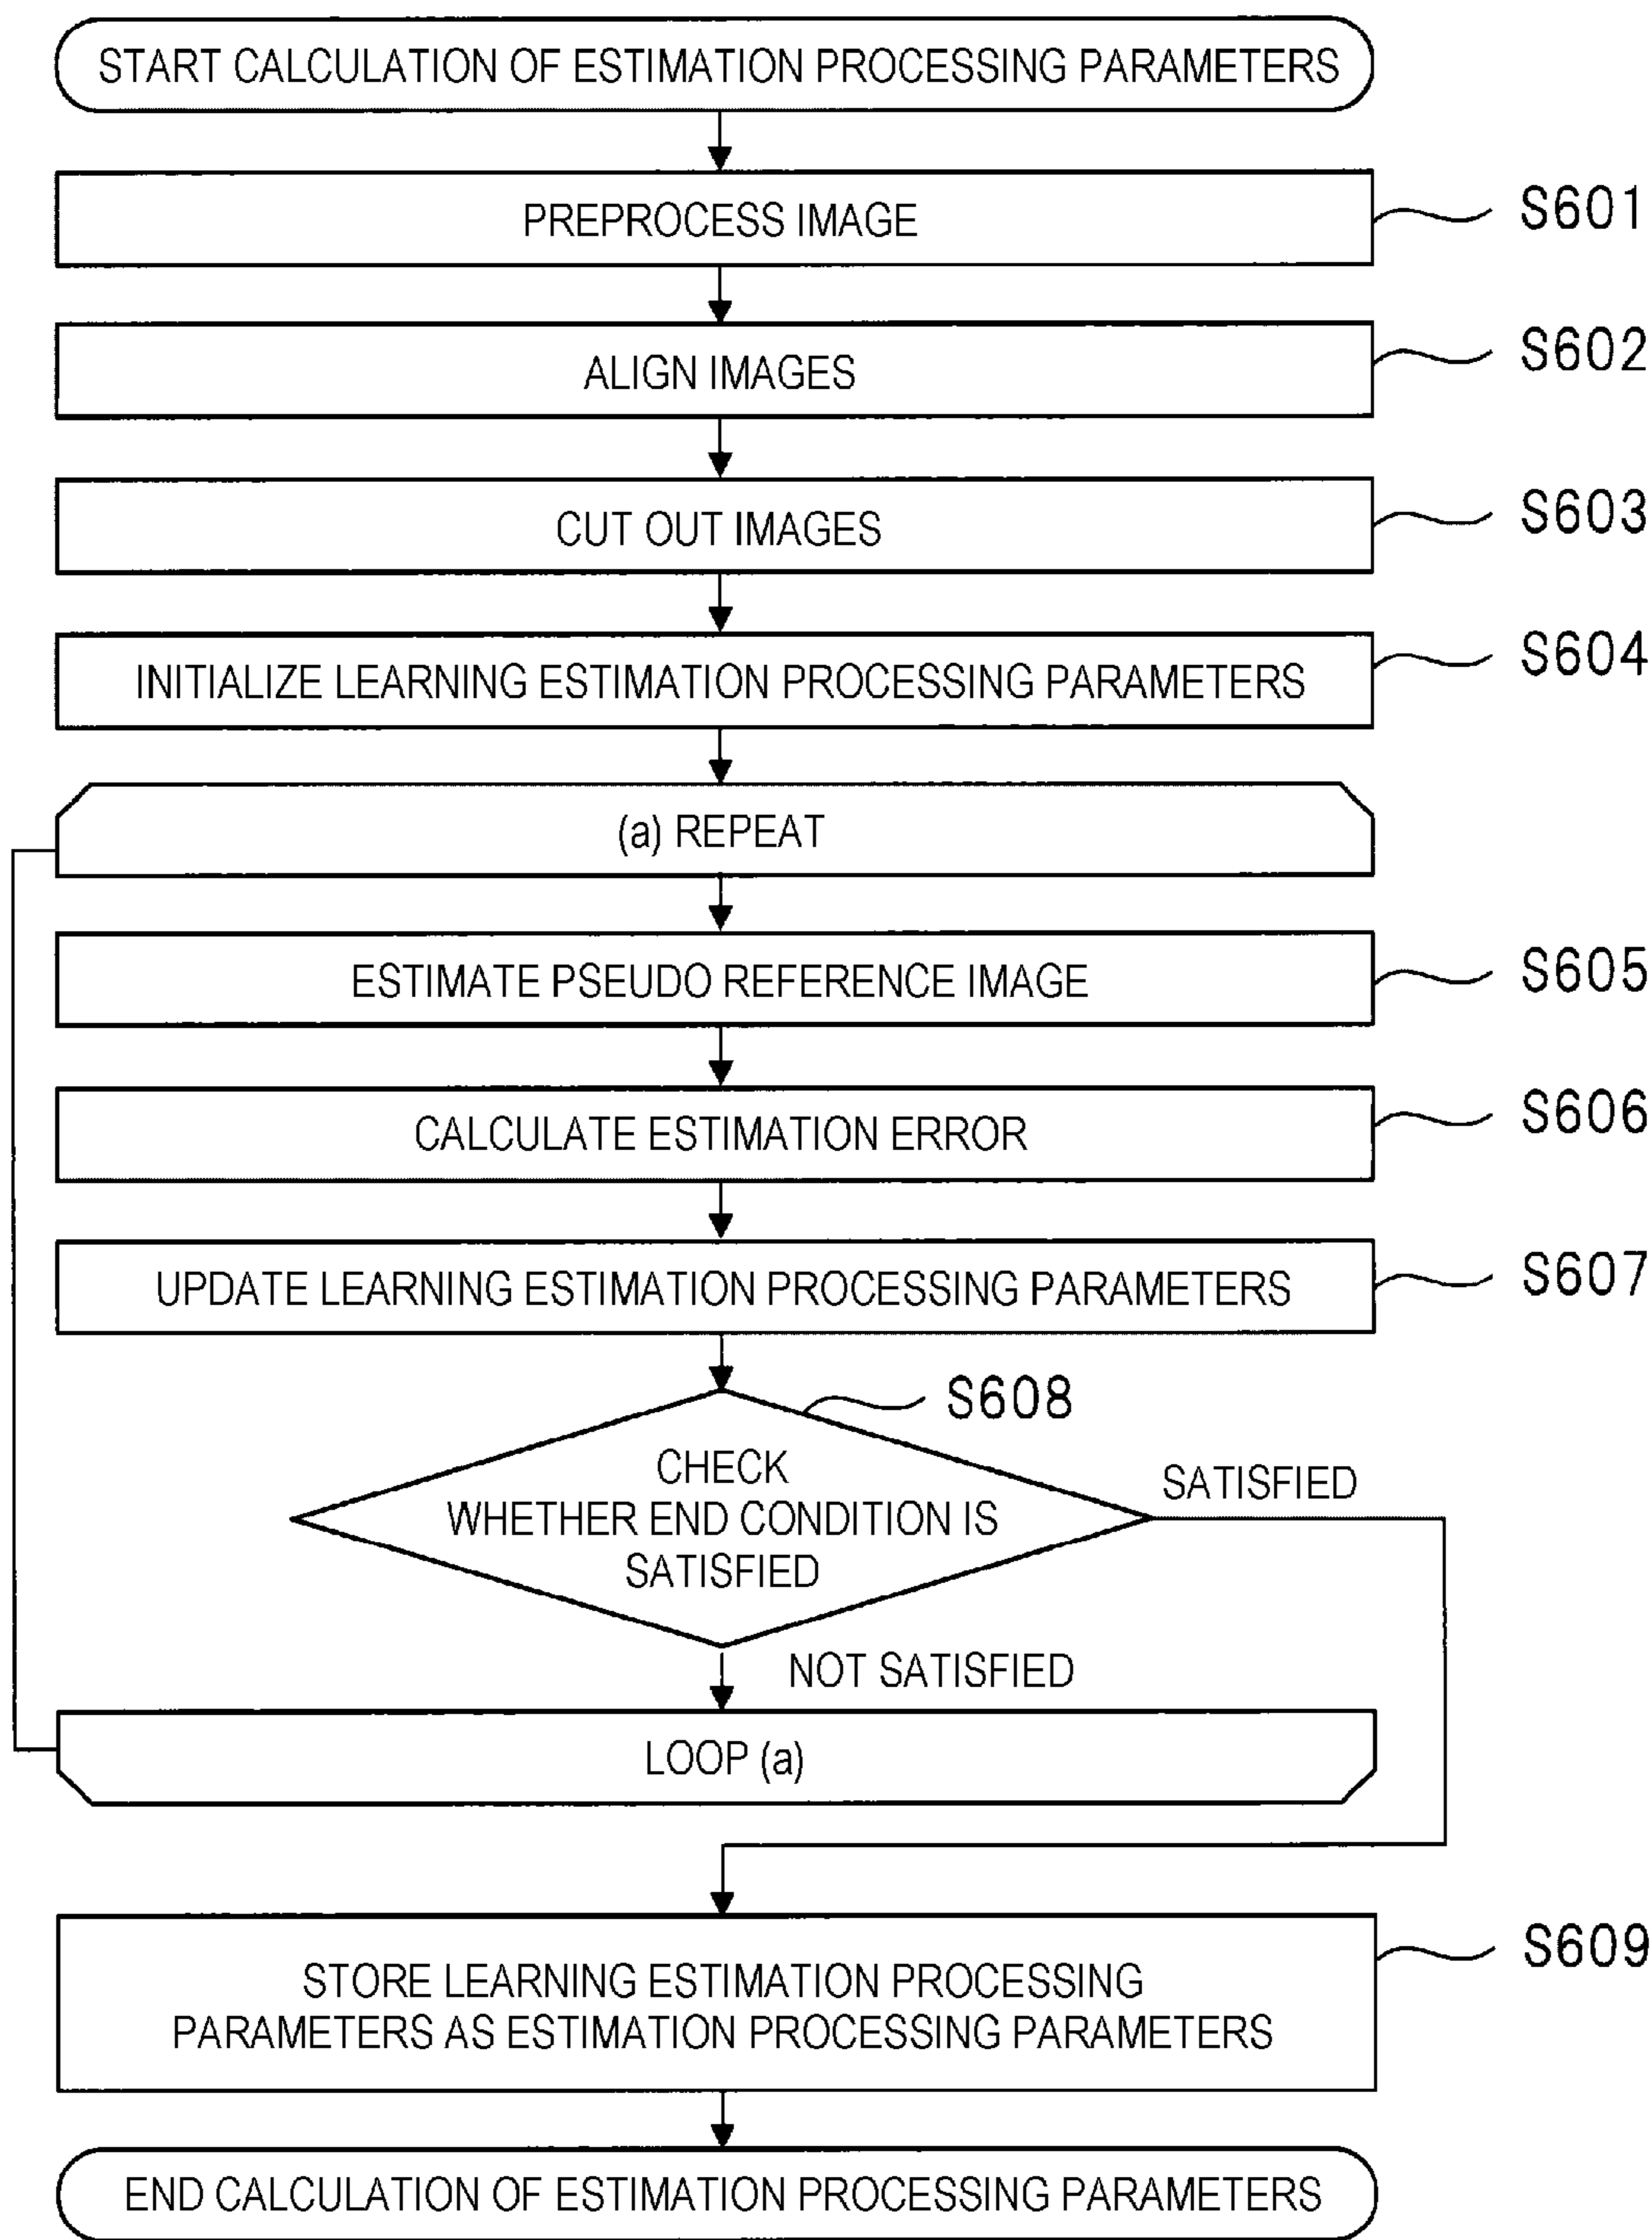 START CALCULATION OF ESTIMATION PROCESSING PARAMETERS
PREPROCESS IMAGE
S601
ALIGN IMAGES
S602
CUT OUT IMAGES
S603
INITIALIZE LEARNING ESTIMATION PROCESSING PARAMETERS
S604
(a) REPEAT
ESTIMATE PSEUDO REFERENCE IMAGE
S605
CALCULATE ESTIMATION ERROR
S606
UPDATE LEARNING ESTIMATION PROCESSING PARAMETERS
S607
S608
CHECK
WHETHER END CONDITION IS
SATISFIED
SATISFIED
NOT SATISFIED
LOOP (a)
STORE LEARNING ESTIMATION PROCESSING
PARAMETERS AS ESTIMATION PROCESSING PARAMETERS
S609
END CALCULATION OF ESTIMATION PROCESSING PARAMETERS